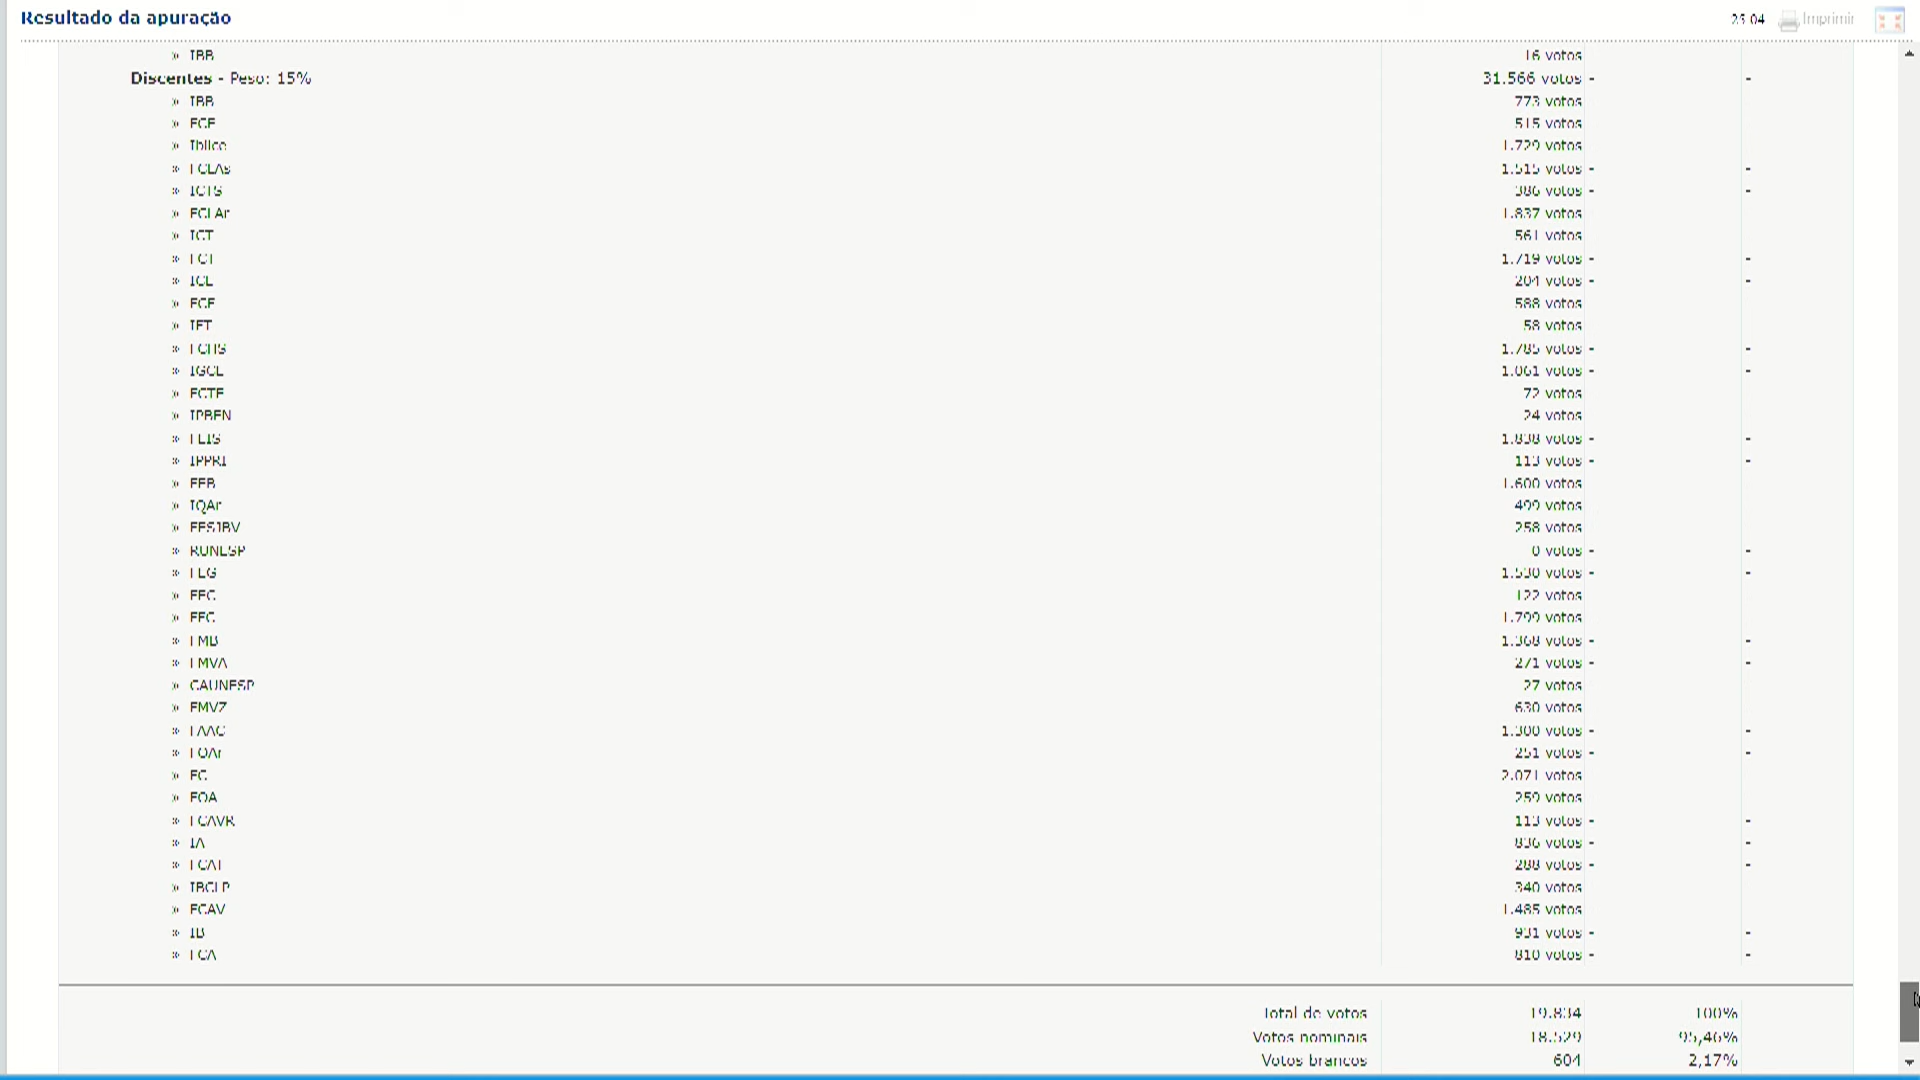 Resultado da apuração 23:04 Imprimir
» IBB 16 votos
Discentes - Peso: 15% 31.566 votos - -
» IBB 773 votos
» FCF 515 votos
» Ibilce 1.729 votos
» FCLAs 1.515 votos - -
» ICTS 386 votos - -
» FCLAr 1.837 votos
» ICT 561 votos
» FCT 1.719 votos - -
» ICE 204 votos - -
» 588 votos
» IFT 58 votos
» FCHS 1.785 votos - -
» IGCE 1.061 votos - -
» 72 votos
» IPBEN 24 votos
» FEIS 1.838 votos - -
» IPPRI 113 votos - -
» FEB 1.600 votos
» IQAr 499 votos
» FESJBV 258 votos
» RUNESP 0 votos - -
» FEG 1.530 votos - -
» 122 votos
» 1.799 votos
» FMB 1.368 votos - -
» FMVA 271 votos - -
» CAUNESP 27 votos
» FMVZ 630 votos
» FAAC 1.300 votos - -
» FOAr 251 votos - -
» FC 2.071 votos
» FOA 259 votos
» FCAVR 113 votos - -
» IA 836 votos - -
» FCAT 288 votos - -
» IBCLP 340 votos
» FCAV 1.485 votos
» IB 931 votos - -
» FCA 810 votos - -
Total de votos 19.834 100%
Votos nominais 18.529 95,46%
Votos brancos 604 2,17%